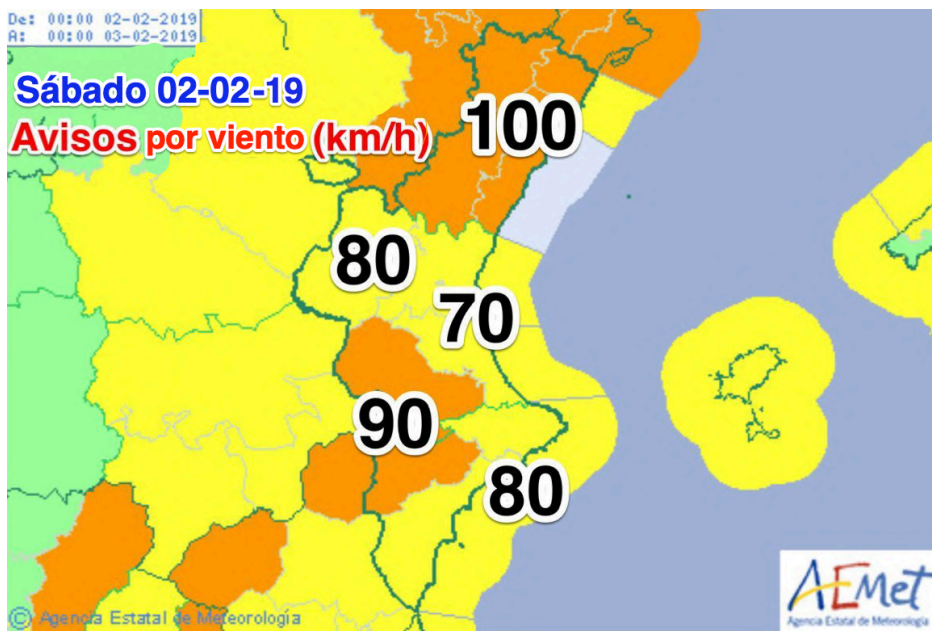 De: 00:00 02-02-2019
A: 00:00 03-02-2019
Sábado 02-02-19
Avisos por viento (km/h)
100
80
70
90
80
AEMet
Agencia Estatal de Meteorología
© Agencia Estatal de Meteorología